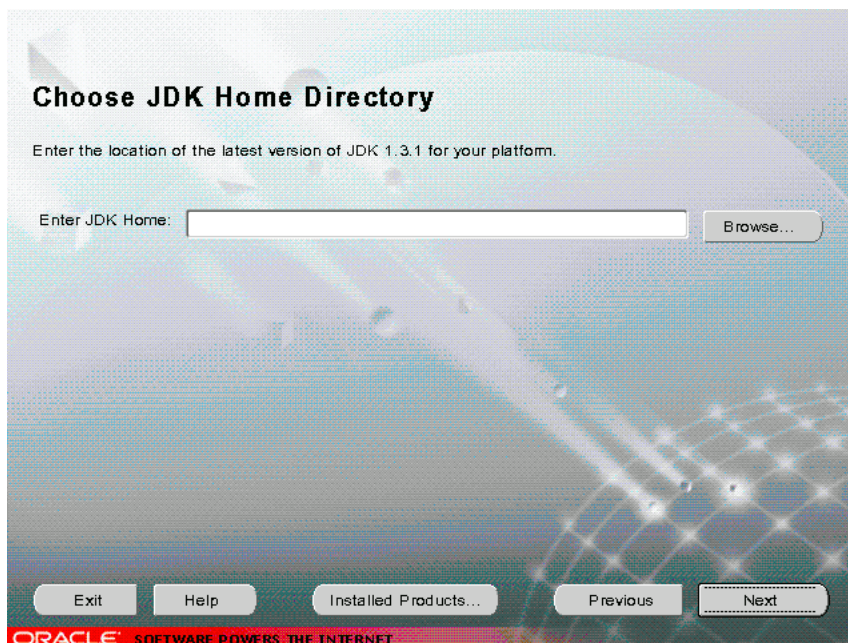 Choose JDK Home Directory
Enter the location of the latest version of JDK 1.3.1 for your platform.
Enter JDK Home:
Browse...
Exit
Help
Installed Products...
Previous
Next
ORACLE SOFTWARE POWERS THE INTERNET